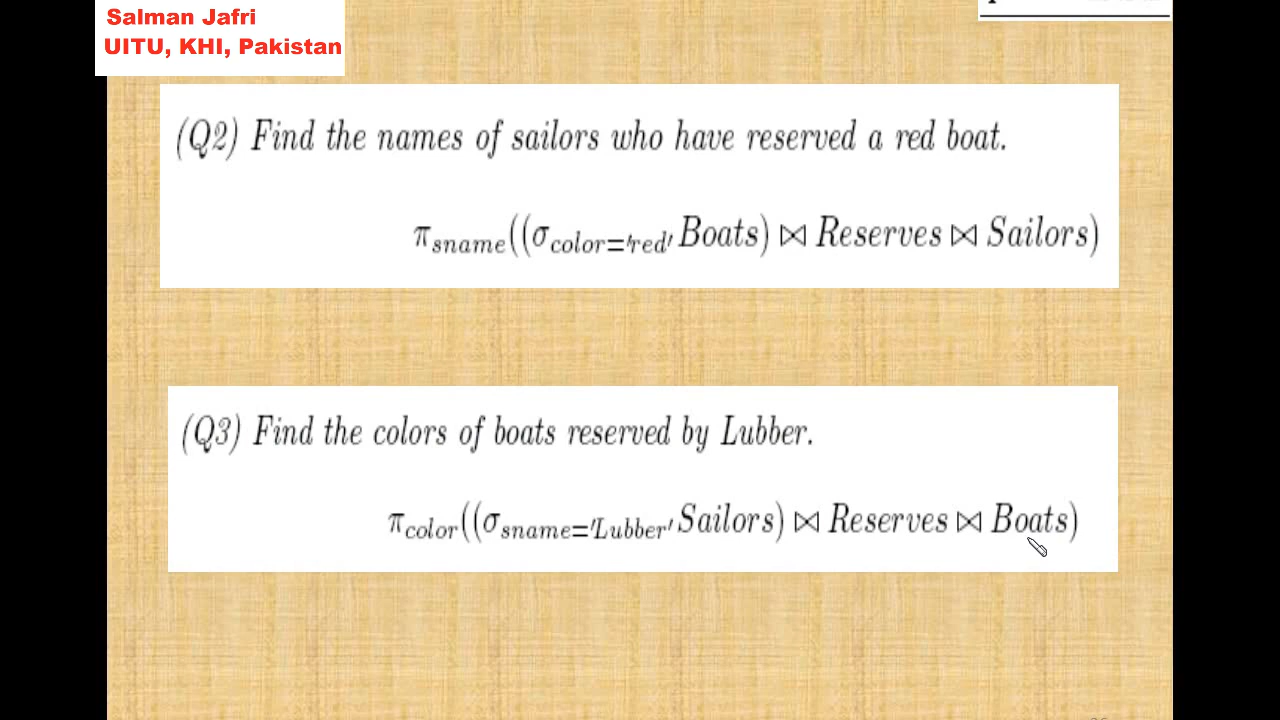 Salman Jafri
UITU, KHI, Pakistan
(Q2) Find the names of sailors who have reserved a red boat.
π_sname((σ_color='red' Boats) ⋈ Reserves ⋈ Sailors)
(Q3) Find the colors of boats reserved by Lubber.
π_color((σ_sname='Lubber' Sailors) ⋈ Reserves ⋈ Boats)